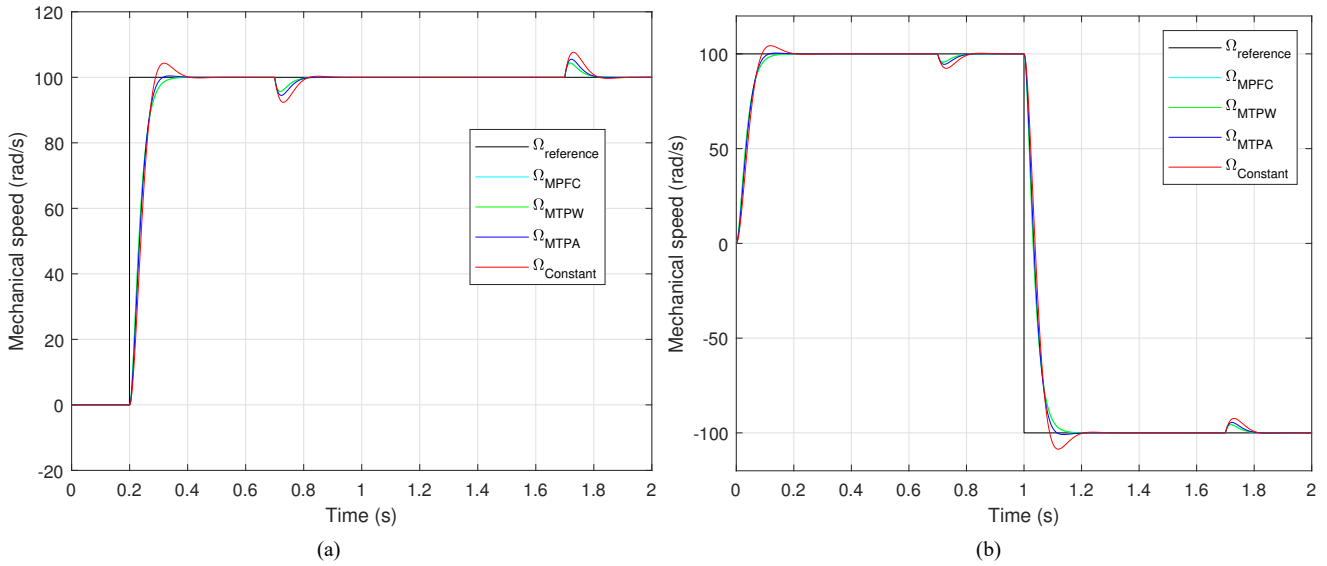 120
100
80
60
40
20
0
-20
Mechanical speed (rad/s)
Ωreference
ΩMPFC
ΩMTPW
ΩMTPA
ΩConstant
0 0.2 0.4 0.6 0.8 1 1.2 1.4 1.6 1.8 2
Time (s)
(a)
100
50
0
-50
-100
Mechanical speed (rad/s)
Ωreference
ΩMPFC
ΩMTPW
ΩMTPA
ΩConstant
0 0.2 0.4 0.6 0.8 1 1.2 1.4 1.6 1.8 2
Time (s)
(b)